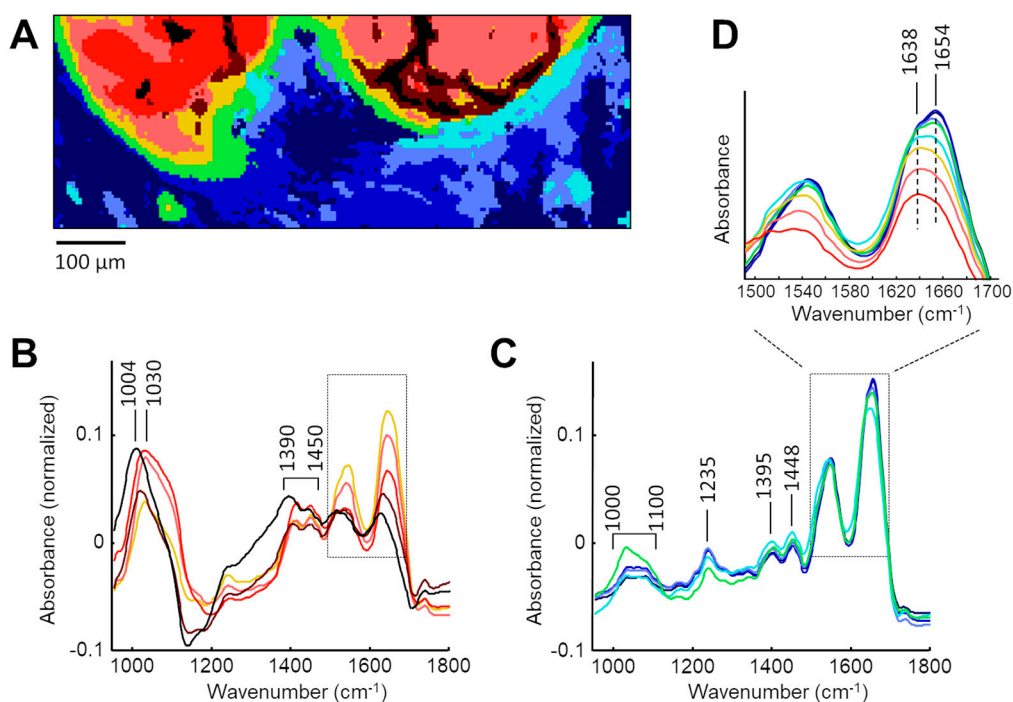 A
100 µm
D
1638
1654
Absorbance
1500 1540 1580 1620 1660 1700
Wavenumber (cm-1)
B
1004
1030
1390
1450
Absorbance (normalized)
0.1
0
-0.1
1000 1200 1400 1600 1800
Wavenumber (cm-1)
C
1000
1100
1235
1395
1448
Absorbance (normalized)
0.1
0
-0.1
1000 1200 1400 1600 1800
Wavenumber (cm-1)